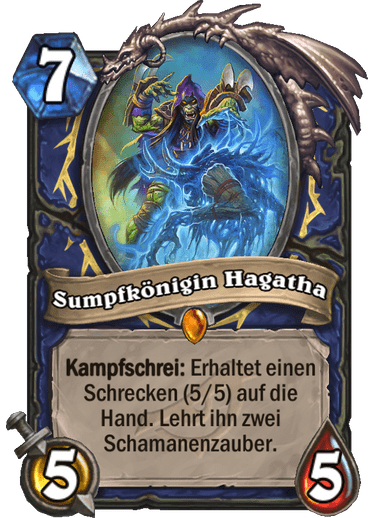 7
Sumpfkönigin Hagatha
Kampfschrei: Erhaltet einen
Schrecken (5/5) auf die
Hand. Lehrt ihn zwei
Schamanenzauber.
5
5